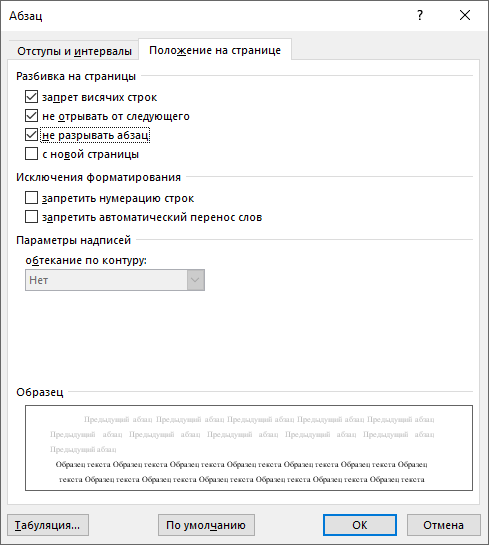 Абзац
?
Отступы и интервалы
Положение на странице
Разбивка на страницы
запрет висячих строк
не отрывать от следующего
не разрывать абзац
с новой страницы
Исключения форматирования
запретить нумерацию строк
запретить автоматический перенос слов
Параметры надписей
обтекание по контуру:
Нет
Образец
Предыдущий абзац Предыдущий абзац Предыдущий абзац Предыдущий абзац Предыдущий абзац
Предыдущий абзац Предыдущий абзац Предыдущий абзац Предыдущий абзац Предыдущий абзац
Предыдущий абзац
Образец текста Образец текста Образец текста Образец текста Образец текста Образец текста Образец
текста Образец текста Образец текста Образец текста Образец текста Образец текста Образец текста
Табуляция...
По умолчанию
ОК
Отмена